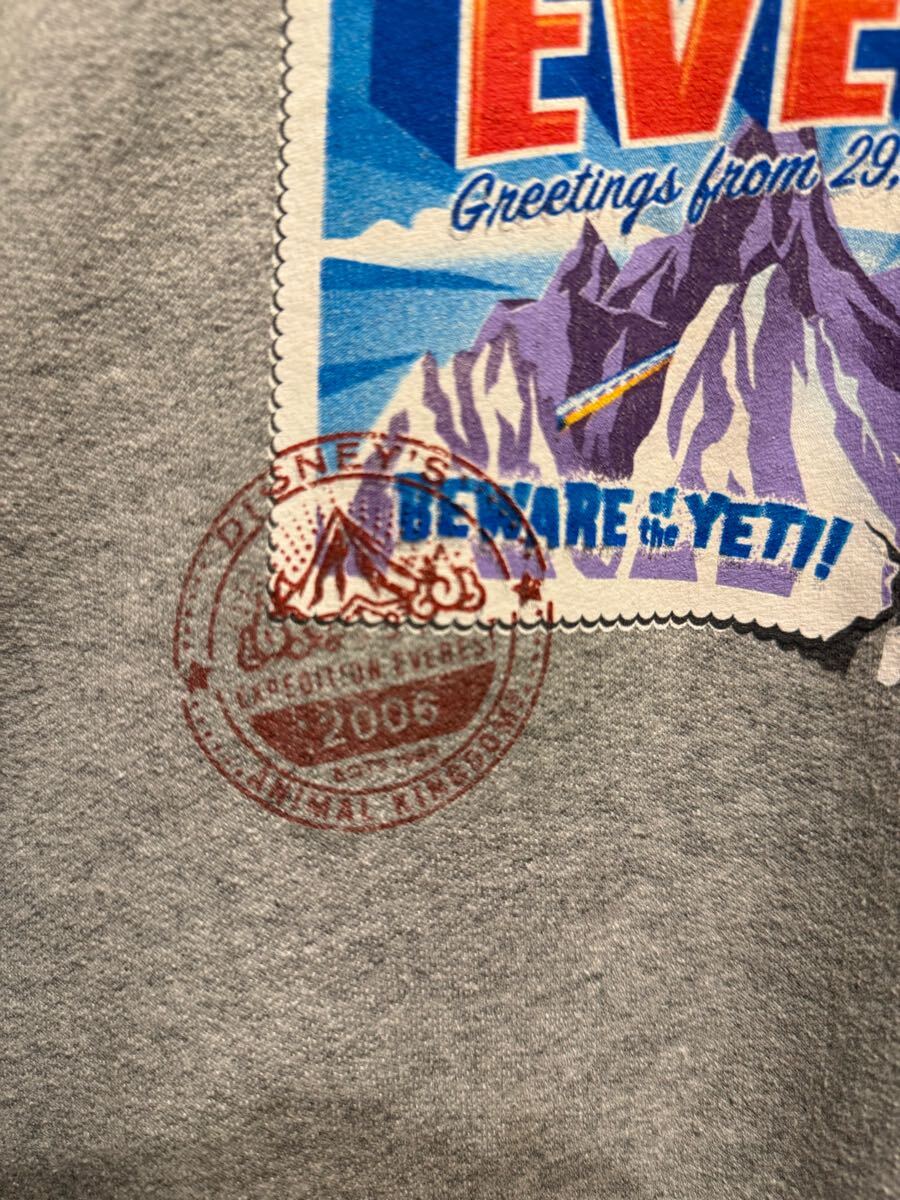 EVE
Greetings from 29,
BEWARE of the YETI!
DISNEY'S
EXPEDITION EVEREST
2006
ANIMAL KINGDOM